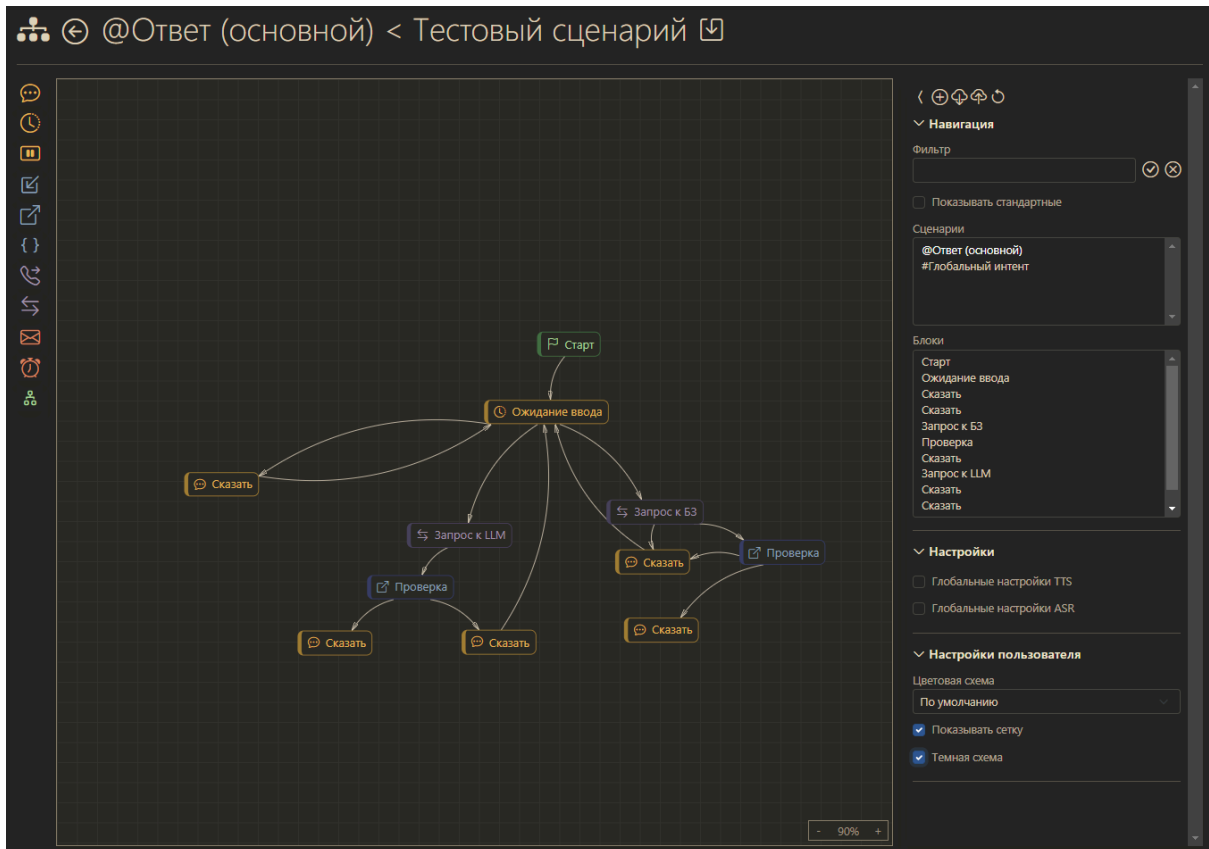 @Ответ (основной) < Тестовый сценарий
Навигация
Фильтр
Показывать стандартные
Сценарии
@Ответ (основной)
#Глобальный интент
Блоки
Старт
Ожидание ввода
Сказать
Сказать
Запрос к БЗ
Проверка
Сказать
Запрос к LLM
Сказать
Сказать
Настройки
Глобальные настройки TTS
Глобальные настройки ASR
Настройки пользователя
Цветовая схема
По умолчанию
Показывать сетку
Темная схема
Старт
Ожидание ввода
Сказать
Запрос к БЗ
Запрос к LLM
Проверка
Сказать
Проверка
Сказать
Сказать
Сказать
- 90% +